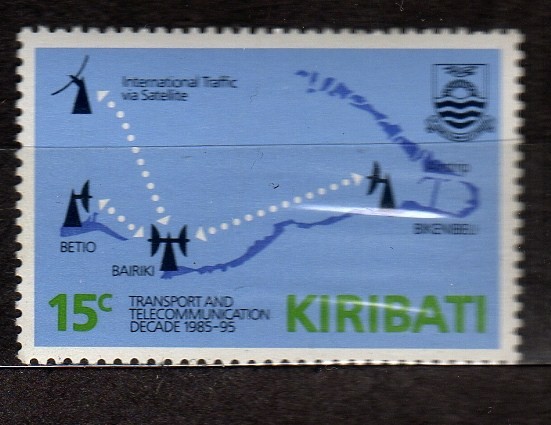 International Traffic
via Satellite
BETIO
BAIRIKI
BIKENIBEU
15c
TRANSPORT AND
TELECOMMUNICATION
DECADE 1985-95
KIRIBATI